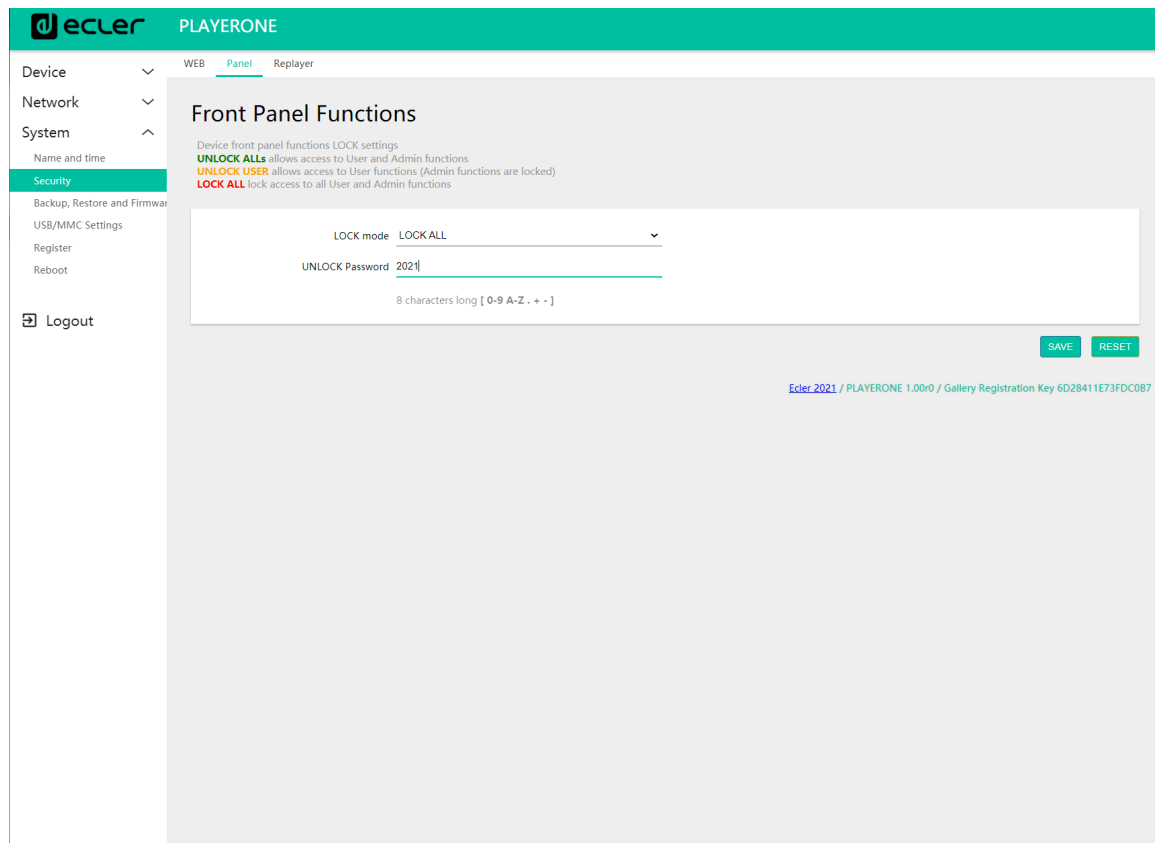 ecler
PLAYERONE
Device
Network
System
Name and time
Security
Backup, Restore and Firmwar
USB/MMC Settings
Register
Reboot
Logout
WEB Panel Replayer
Front Panel Functions
Device front panel functions LOCK settings
UNLOCK ALLs allows access to User and Admin functions
UNLOCK USER allows access to User functions (Admin functions are locked)
LOCK ALL lock access to all User and Admin functions
LOCK mode LOCK ALL
UNLOCK Password 2021
8 characters long [ 0-9 A-Z . + - ]
SAVE RESET
Ecler 2021 / PLAYERONE 1.00r0 / Gallery Registration Key 6D28411E73FDC0B7